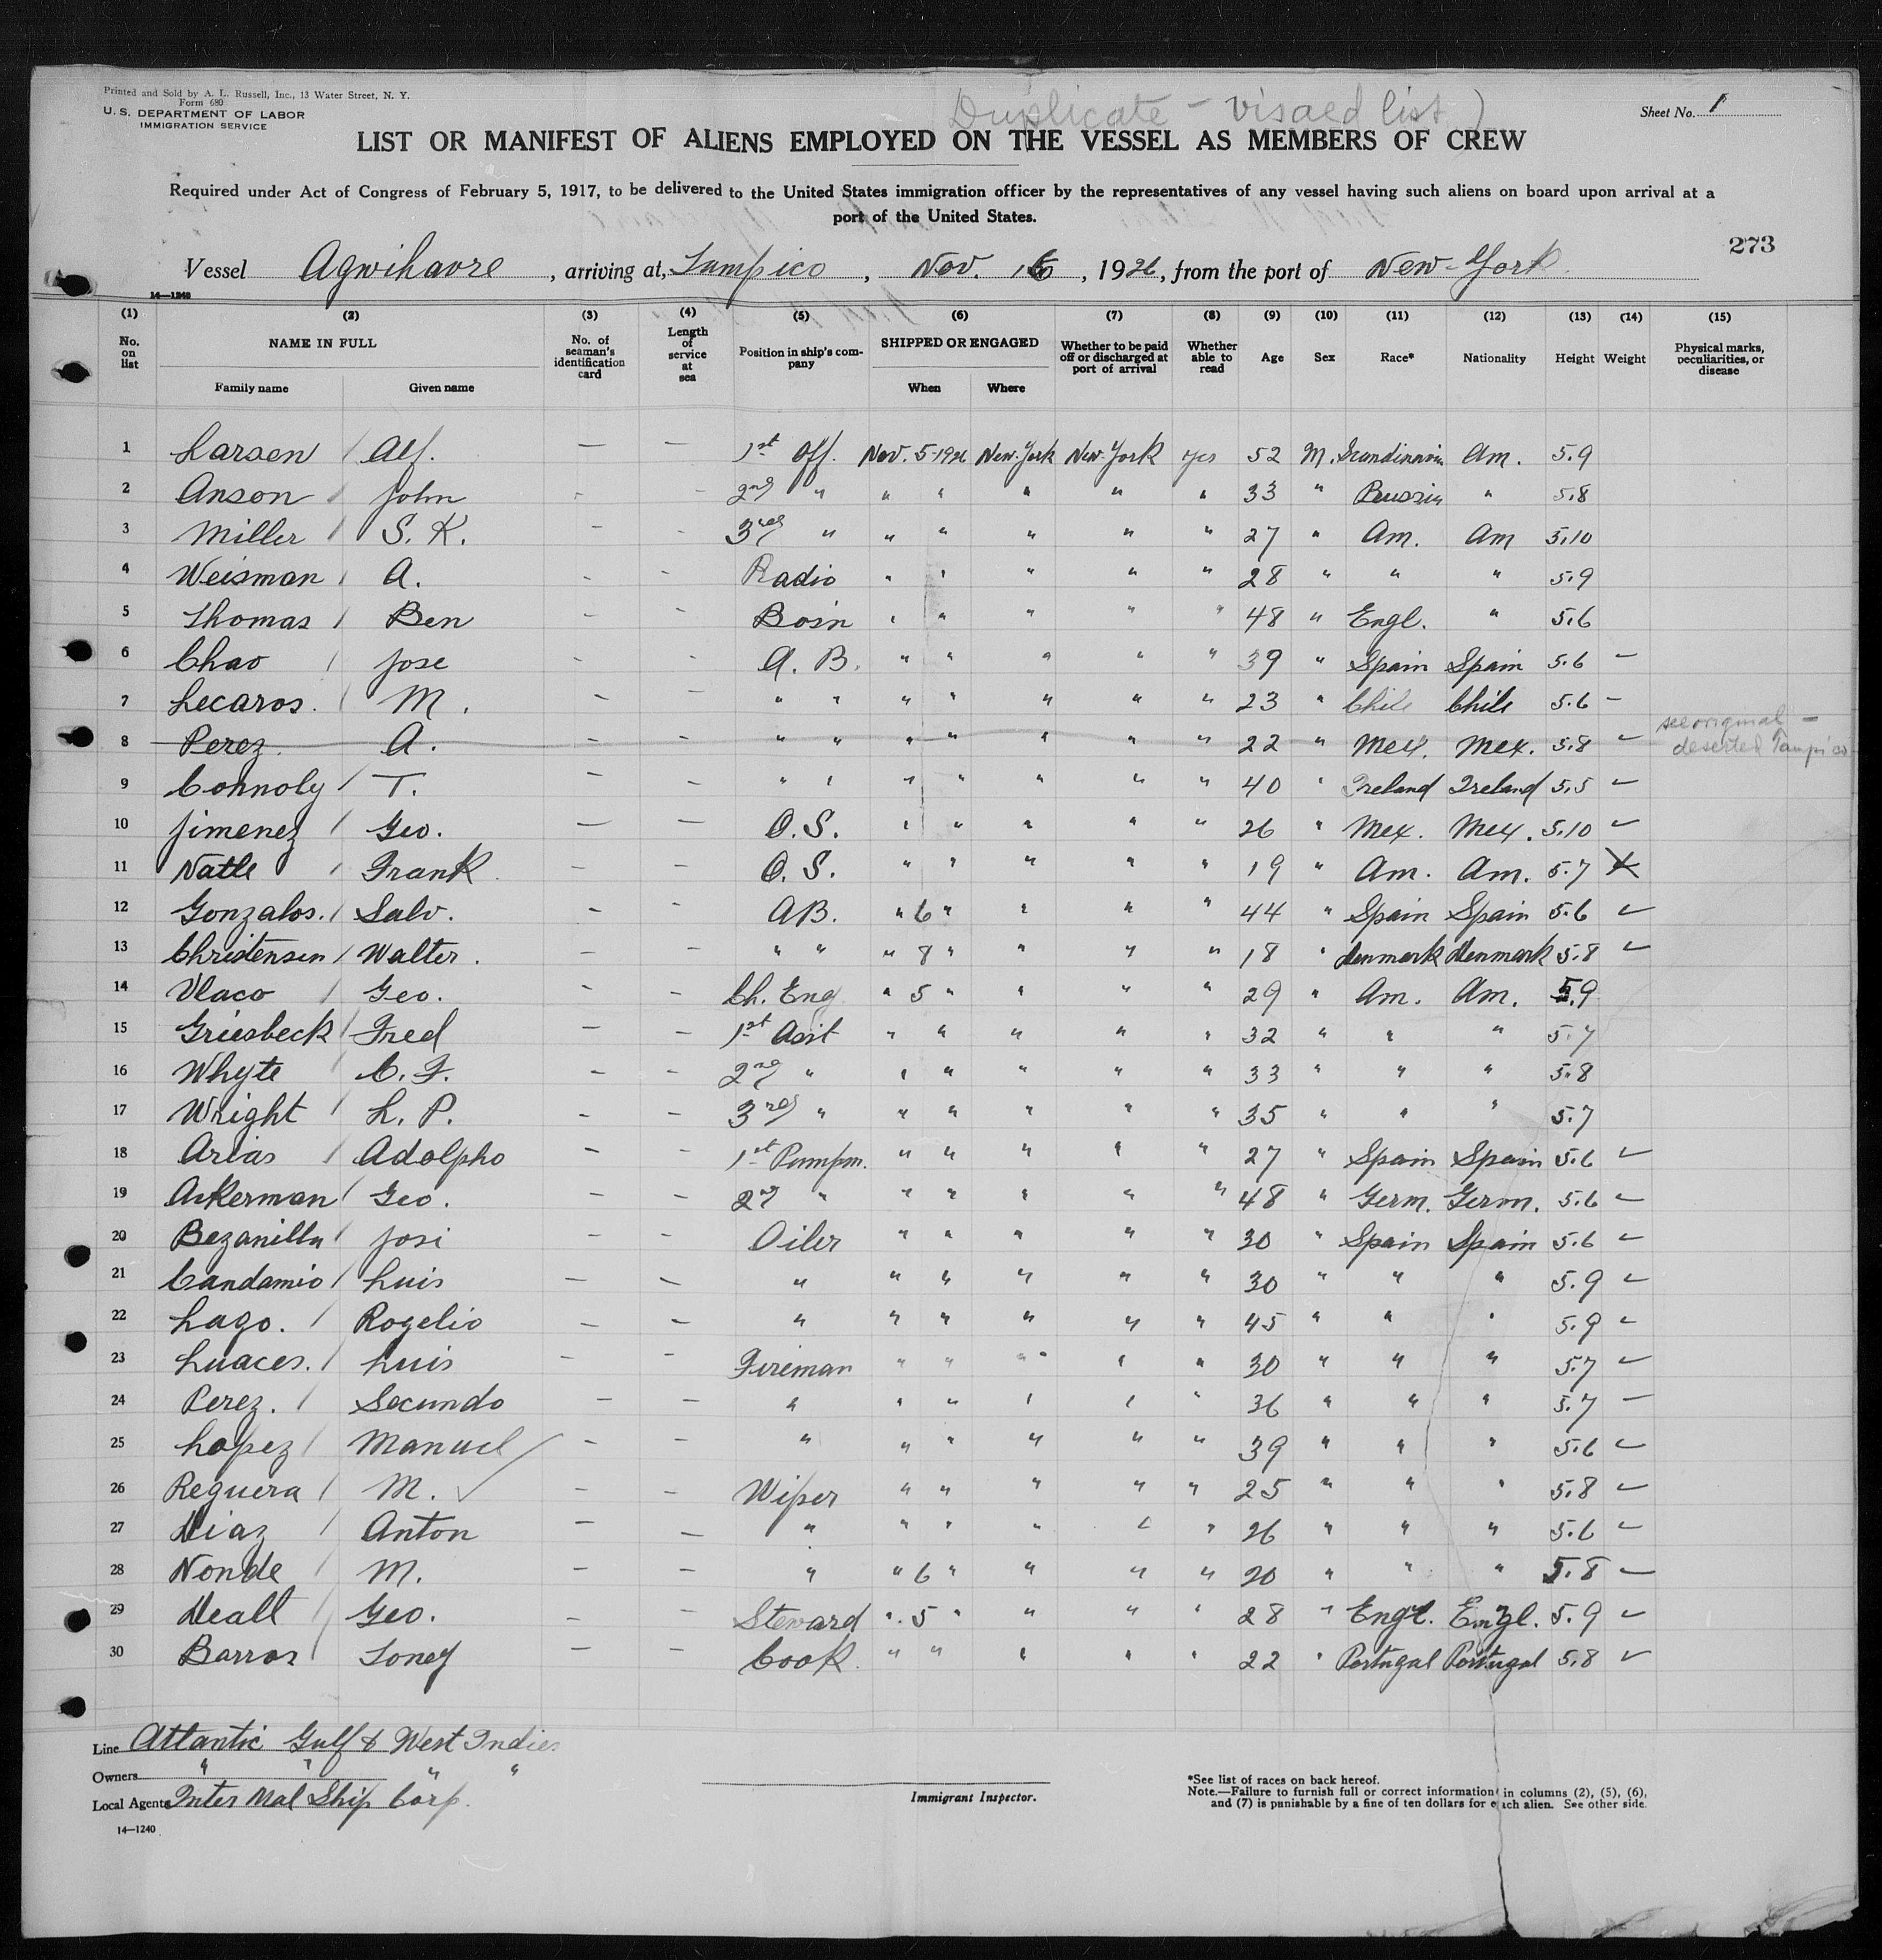 Printed and Sold by A. L. Russell, Inc., 13 Water Street, N. Y.
Form 680
U. S. DEPARTMENT OF LABOR
IMMIGRATION SERVICE
Duplicate - visaed list )
Sheet No. 1
LIST OR MANIFEST OF ALIENS EMPLOYED ON THE VESSEL AS MEMBERS OF CREW
Required under Act of Congress of February 5, 1917, to be delivered to the United States immigration officer by the representatives of any vessel having such aliens on board upon arrival at a
port of the United States.
273
Vessel Agwihavre, arriving at, Tampico, Nov. 16, 1926, from the port of New-York
14—1240
(1) (2) (3) (4) (5) (6) (7) (8) (9) (10) (11) (12) (13) (14) (15)
No. on list NAME IN FULL Family name Given name No. of seaman's identification card Length of service at sea Position in ship's company SHIPPED OR ENGAGED When Where Whether to be paid off or discharged at port of arrival Whether able to read Age Sex Race* Nationality Height Weight Physical marks, peculiarities, or disease
1 Larsen / Alf. — — 1st Off. Nov. 5-1926 New-York New-York yes 52 M. Scandinavia Am. 5.9
2 Anson / John - - 2nd " " " " " " 33 " Russia " 5.8
3 Miller / S. K. - - 3rd " " " " " " 27 " Am. Am 5.10
4 Weisman / A. - - Radio " " " " " 28 " " " 5.9
5 Thomas / Ben - - Bosn " " " " " 48 " Engl. " 5.6
6 Chao / Jose - - A. B. " " " " " 39 " Spain Spain 5.6 -
7 Lecaros. / M. - - " " " " " " " 23 " Chile Chile 5.6 -
8 Perez. A. - - " " " " " " " 22 " Mex. Mex. 5.8 - see original - deserted Tampico
9 Connoly / T. - - " " " " " " " 40 " Ireland Ireland 5.5 -
10 Jimenez / Geo. — — O. S. " " " " " 26 " Mex. Mex. 5.10 -
11 Natle / Frank - - O. S. " " " " " 19 " Am. Am. 5.7
12 Gonzalos. / Salv. - - AB. " 6 " " " " 44 " Spain Spain 5.6 -
13 Christensen / Walter. - - " " " 8 " " " " 18 " Denmark Denmark 5.8 -
14 Vlaco / Geo. - - Ch. Eng " 5 " " " " 29 " Am. Am. 5.9
15 Griesbeck / Fred - - 1st Asst " " " " " 32 " " " 5.7
16 Whyte / C. F. - - 2nd " " " " " " 33 " " " 5.8
17 Wright / L. P. - - 3rd " " " " " " 35 " " " 5.7
18 Arias / Adolpho - - 1st Pumpm. " " " " " 27 " Spain Spain 5.6 -
19 Ackerman / Geo. - - 2nd " " " " " " 48 " Germ. Germ. 5.6 -
20 Bezanilla / Josi - - Oiler " " " " " 30 " Spain Spain 5.6 -
21 Candamio / Luis — - " " " " " " 30 " " " 5.9 -
22 Lago. / Rogelio - - " " " " " " 45 " " " 5.9 -
23 Luaces. / Luis - - Fireman " " " " " 30 " " " 5.7 -
24 Perez. / Secundo - - " " " " " " 36 " " " 5.7 -
25 Lopez / Manuel - - " " " " " " 39 " " " 5.6 -
26 Reguera / M. - - Wiper " " " " " 25 " " " 5.8 -
27 Diaz / Anton - - " " " " " " 26 " " " 5.6 -
28 Nonde / M. - - " " 6 " " " " 20 " " " 5.8 -
29 Neall / Geo. - - Steward " 5 " " " " 28 " Engl. Engl. 5.9 -
30 Barros / Toney - - Cook " " " " " 22 " Portugal Portugal 5.8 -
Line Atlantic Gulf & West Indies
Owners " " " "
Local Agents Inter Mal Ship Corp.
Immigrant Inspector.
*See list of races on back hereof.
Note.—Failure to furnish full or correct information in columns (2), (5), (6),
and (7) is punishable by a fine of ten dollars for each alien. See other side.
14—1240